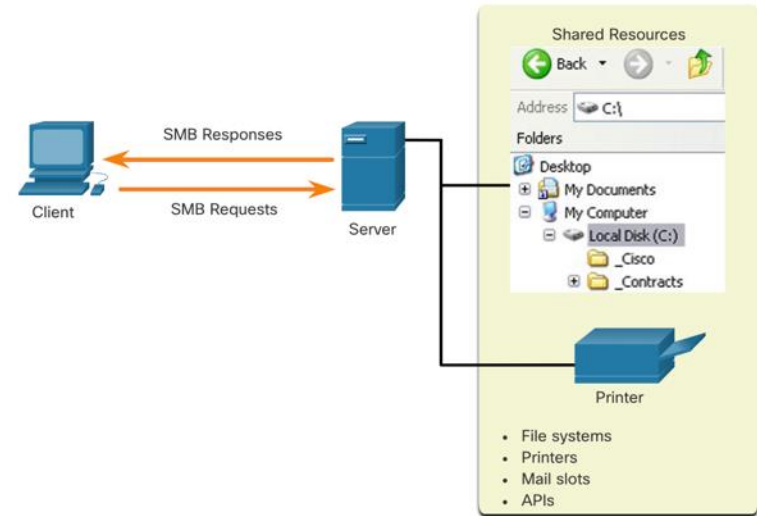 SMB Responses
SMB Requests
Client
Server
Shared Resources
Back
Address C:\
Folders
Desktop
My Documents
My Computer
Local Disk (C:)
_Cisco
_Contracts
Printer
• File systems
• Printers
• Mail slots
• APIs